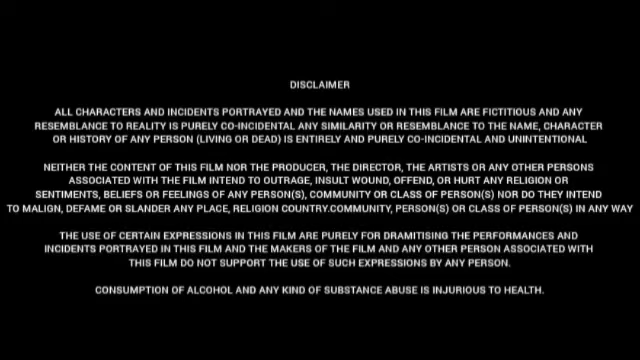 DISCLAIMER
ALL CHARACTERS AND INCIDENTS PORTRAYED AND THE NAMES USED IN THIS FILM ARE FICTITIOUS AND ANY
RESEMBLANCE TO REALITY IS PURELY CO-INCIDENTAL ANY SIMILARITY OR RESEMBLANCE TO THE NAME, CHARACTER
OR HISTORY OF ANY PERSON (LIVING OR DEAD) IS ENTIRELY AND PURELY CO-INCIDENTAL AND UNINTENTIONAL
NEITHER THE CONTENT OF THIS FILM NOR THE PRODUCER, THE DIRECTOR, THE ARTISTS OR ANY OTHER PERSONS
ASSOCIATED WITH THE FILM INTEND TO OUTRAGE, INSULT WOUND, OFFEND, OR HURT ANY RELIGION OR
SENTIMENTS, BELIEFS OR FEELINGS OF ANY PERSON(S), COMMUNITY OR CLASS OF PERSON(S) NOR DO THEY INTEND
TO MALIGN, DEFAME OR SLANDER ANY PLACE, RELIGION COUNTRY.COMMUNITY, PERSON(S) OR CLASS OF PERSON(S) IN ANY WAY
THE USE OF CERTAIN EXPRESSIONS IN THIS FILM ARE PURELY FOR DRAMITISING THE PERFORMANCES AND
INCIDENTS PORTRAYED IN THIS FILM AND THE MAKERS OF THE FILM AND ANY OTHER PERSON ASSOCIATED WITH
THIS FILM DO NOT SUPPORT THE USE OF SUCH EXPRESSIONS BY ANY PERSON.
CONSUMPTION OF ALCOHOL AND ANY KIND OF SUBSTANCE ABUSE IS INJURIOUS TO HEALTH.